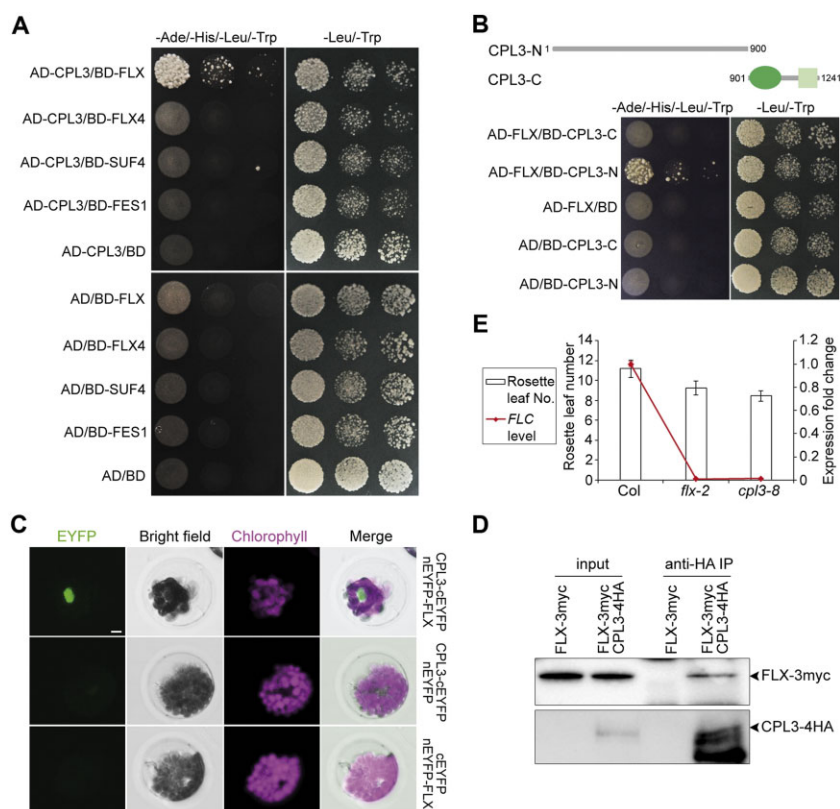 A
-Ade/-His/-Leu/-Trp
-Leu/-Trp
AD-CPL3/BD-FLX
AD-CPL3/BD-FLX4
AD-CPL3/BD-SUF4
AD-CPL3/BD-FES1
AD-CPL3/BD
AD/BD-FLX
AD/BD-FLX4
AD/BD-SUF4
AD/BD-FES1
AD/BD
B
CPL3-N 1 900
CPL3-C 901 1241
-Ade/-His/-Leu/-Trp
-Leu/-Trp
AD-FLX/BD-CPL3-C
AD-FLX/BD-CPL3-N
AD-FLX/BD
AD/BD-CPL3-C
AD/BD-CPL3-N
E
Rosette leaf number
14
12
10
8
6
4
2
0
Rosette
leaf No.
FLC
level
Col
flx-2
cpl3-8
1.2
1.0
0.8
0.6
0.4
0.2
0
Expression fold change
C
EYFP
Bright field
Chlorophyll
Merge
CPL3-cEYFP
nEYFP-FLX
CPL3-cEYFP
nEYFP
cEYFP
nEYFP-FLX
D
input
anti-HA IP
FLX-3myc
FLX-3myc
CPL3-4HA
FLX-3myc
FLX-3myc
CPL3-4HA
FLX-3myc
CPL3-4HA